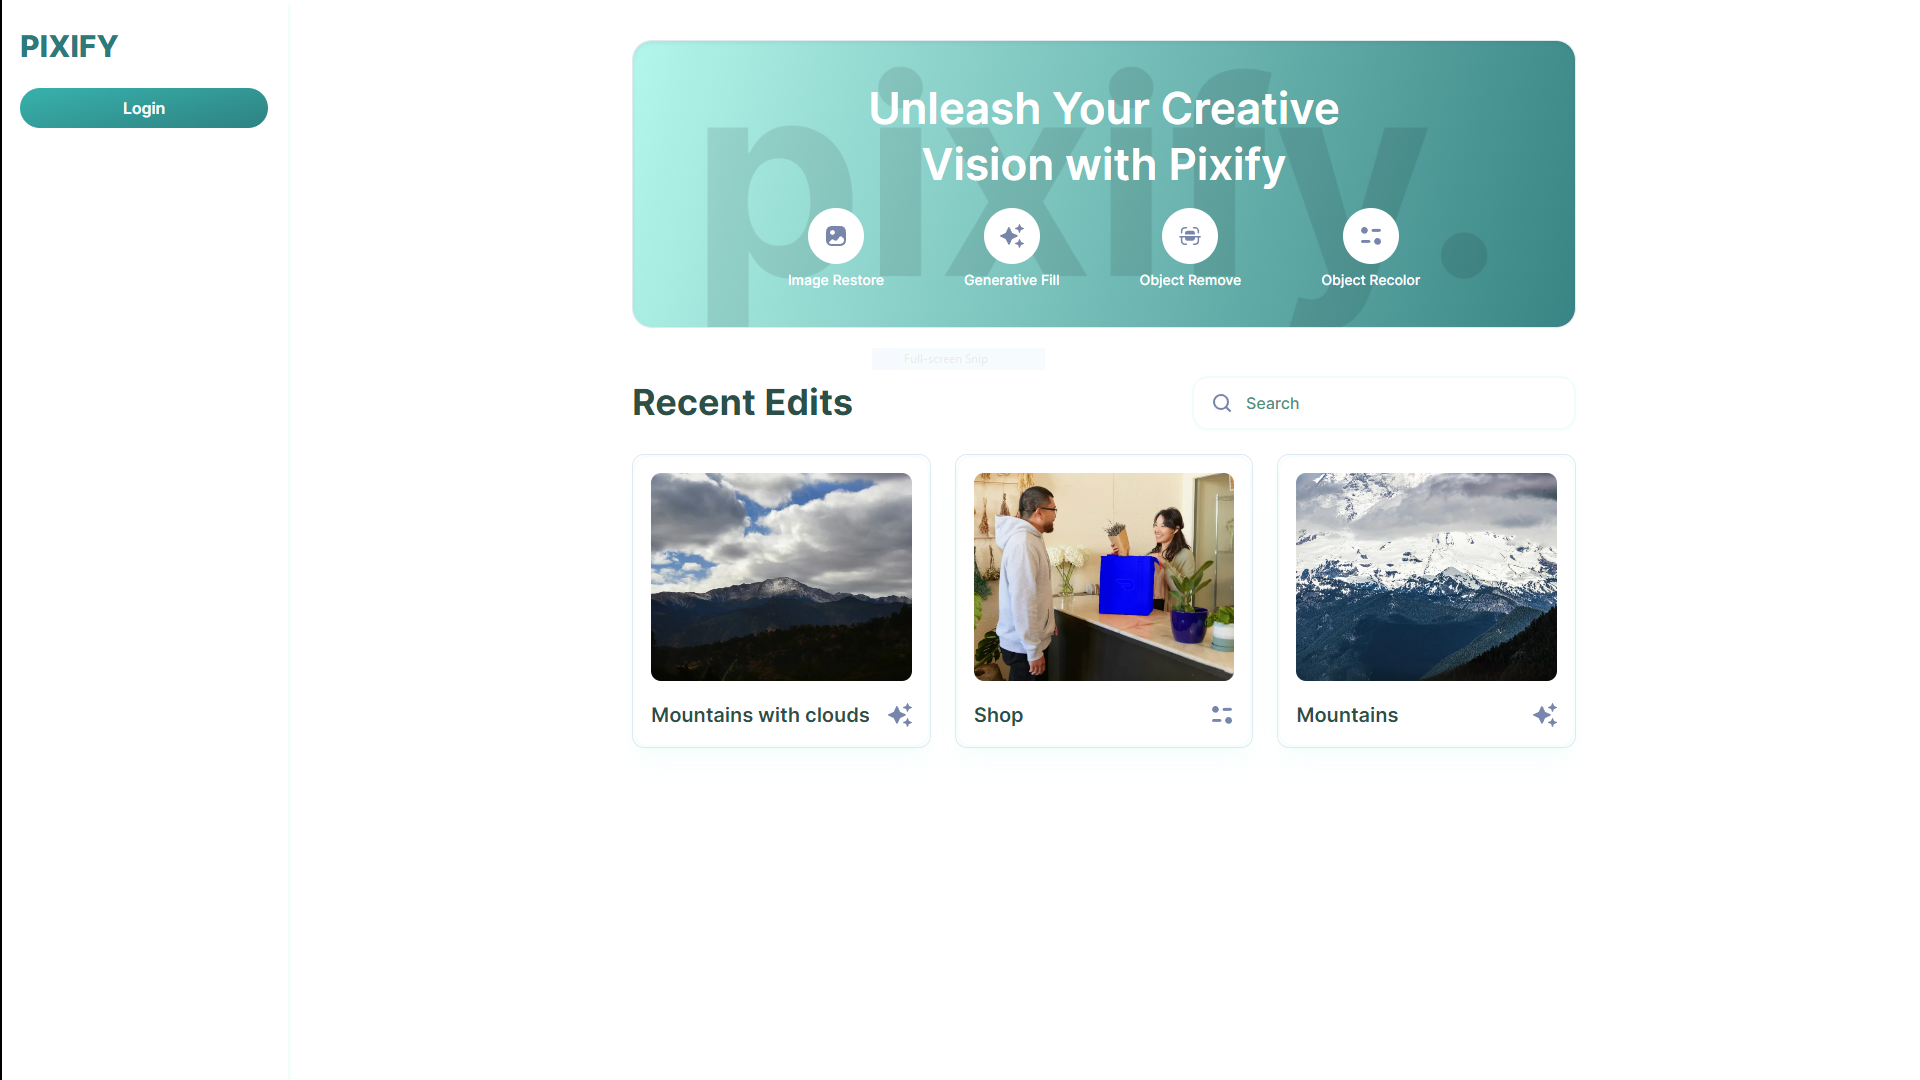 PIXIFY
Login
pixify.
Unleash Your Creative
Vision with Pixify
Image Restore
Generative Fill
Object Remove
Object Recolor
Full-screen Snip
Recent Edits
Search
Mountains with clouds
Shop
Mountains